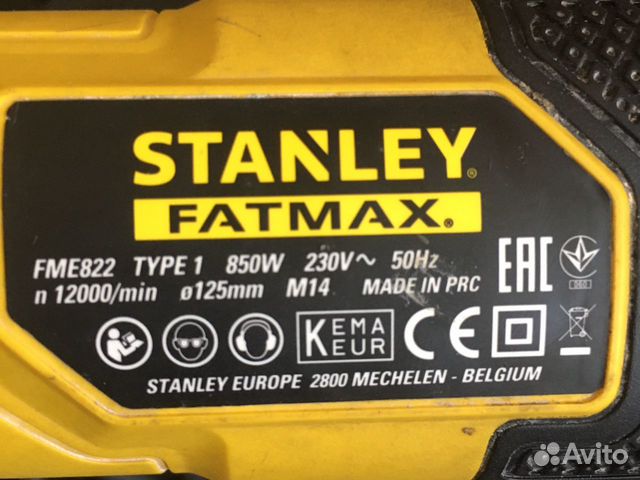 STANLEY®
FATMAX®
FME822 TYPE 1 850W 230V~ 50Hz
n 12000/min ø125mm M14 MADE IN PRC
EAC
KEMA
KEUR
CE
STANLEY EUROPE 2800 MECHELEN - BELGIUM
Avito